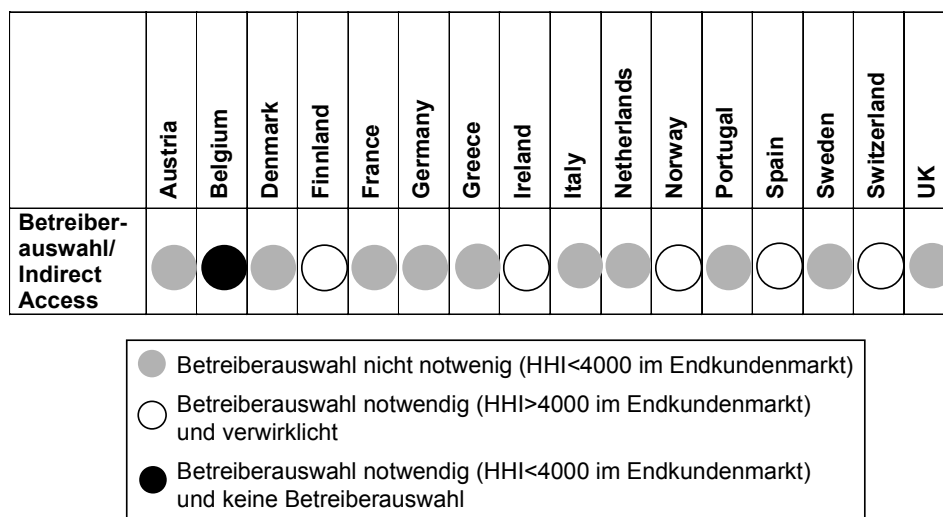 Austria
Belgium
Denmark
Finnland
France
Germany
Greece
Ireland
Italy
Netherlands
Norway
Portugal
Spain
Sweden
Switzerland
UK
Betreiber-
auswahl/
Indirect
Access
Betreiberauswahl nicht notwenig (HHI<4000 im Endkundenmarkt)
Betreiberauswahl notwendig (HHI>4000 im Endkundenmarkt)
und verwirklicht
Betreiberauswahl notwendig (HHI<4000 im Endkundenmarkt)
und keine Betreiberauswahl